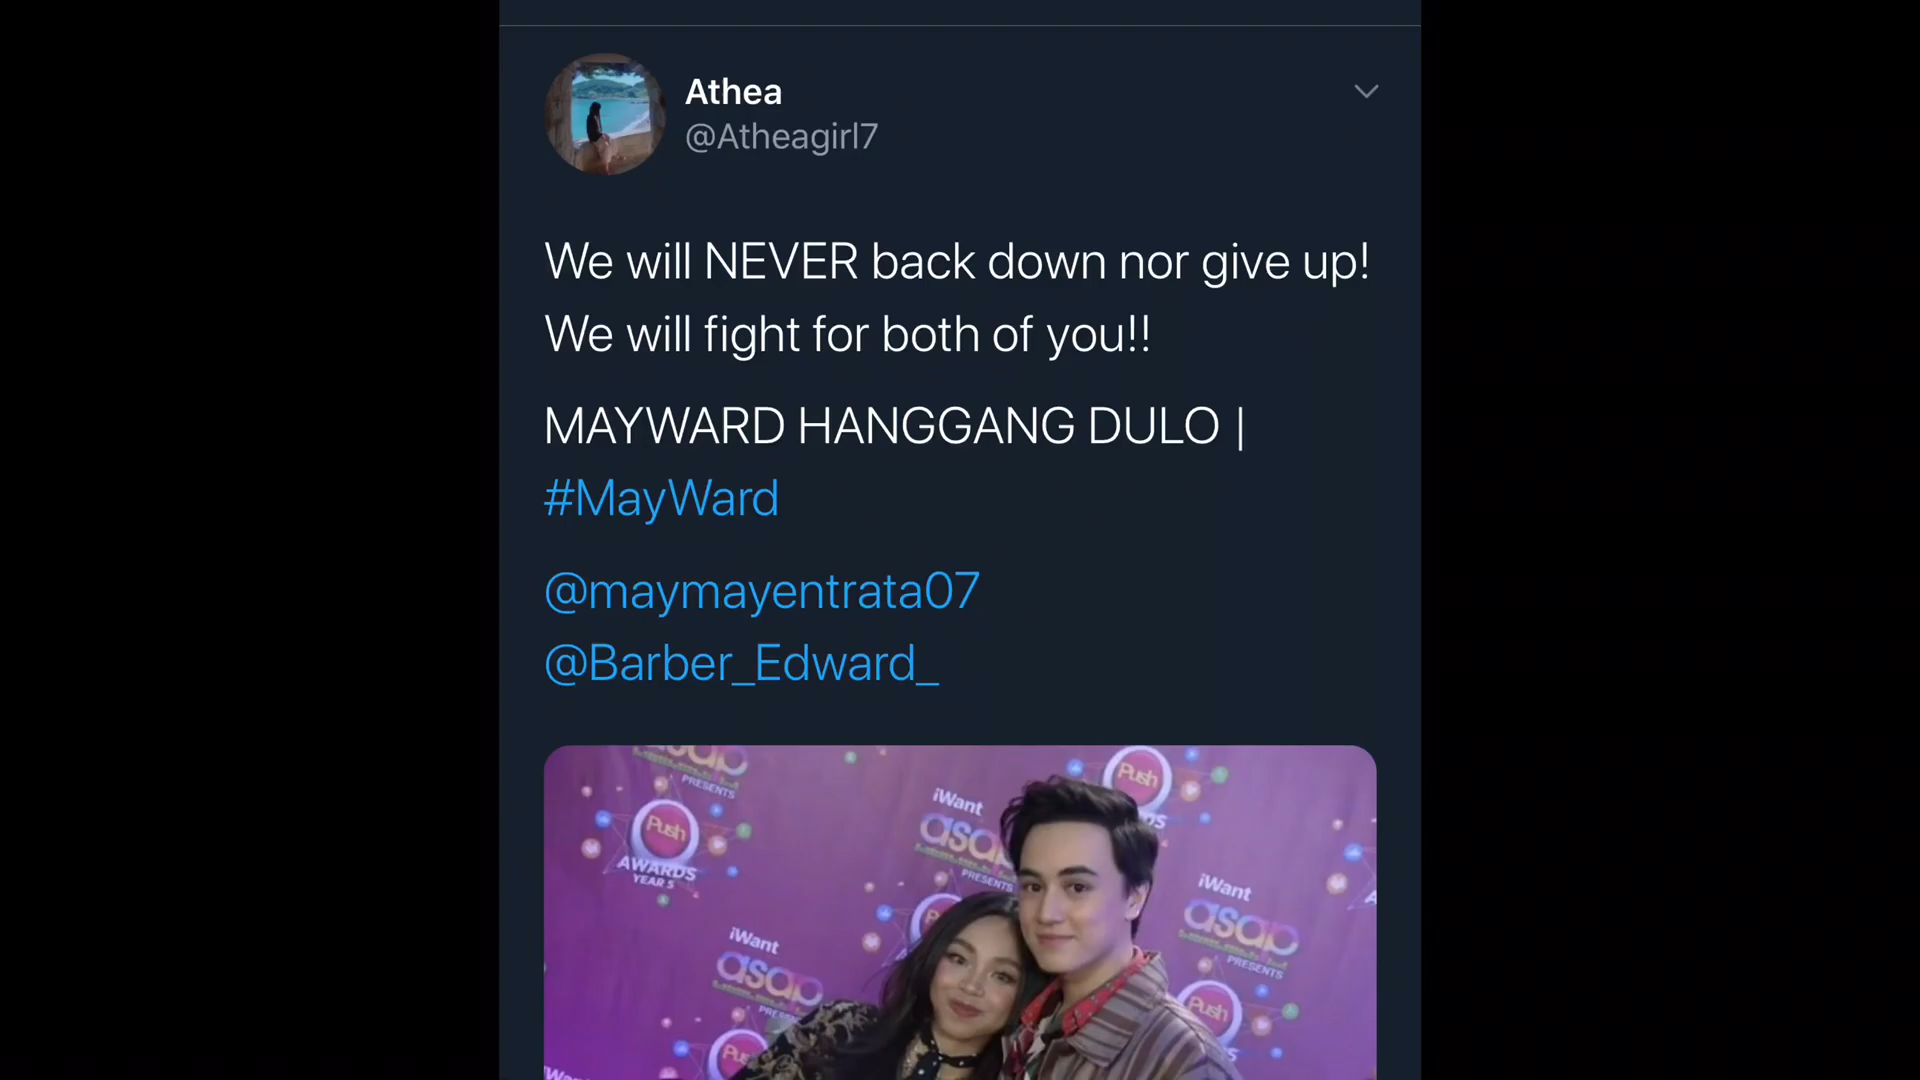 Athea
@Atheagirl7
We will NEVER back down nor give up!
We will fight for both of you!!
MAYWARD HANGGANG DULO |
#MayWard
@maymayentrata07
@Barber_Edward_
asap
PRESENTS
Push
AWARDS
YEAR 5
iWant
asap
PRESENTS
Push
iWant
asap
PRESENTS
iWant
asap
Push